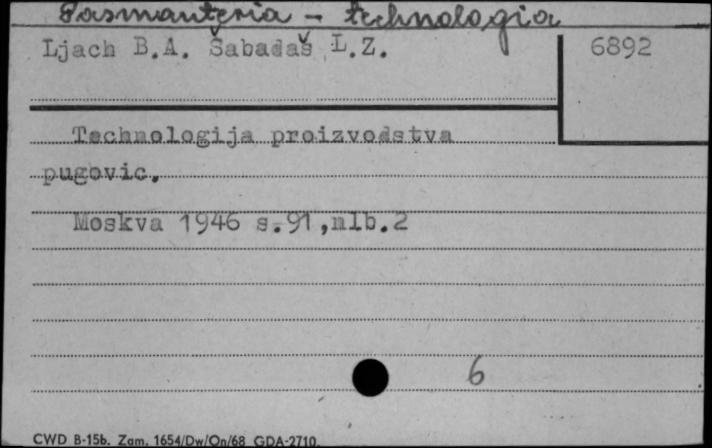 Pasmanteria - technologia
Ljach B.A. Šabadaš L.Z. 6892
Technologija proizvodstva
pugovic.
Moskva 1946 s.91,nlb.2
6
CWD B-15b. Zam. 1654/Dw/On/68 GDA-2710.